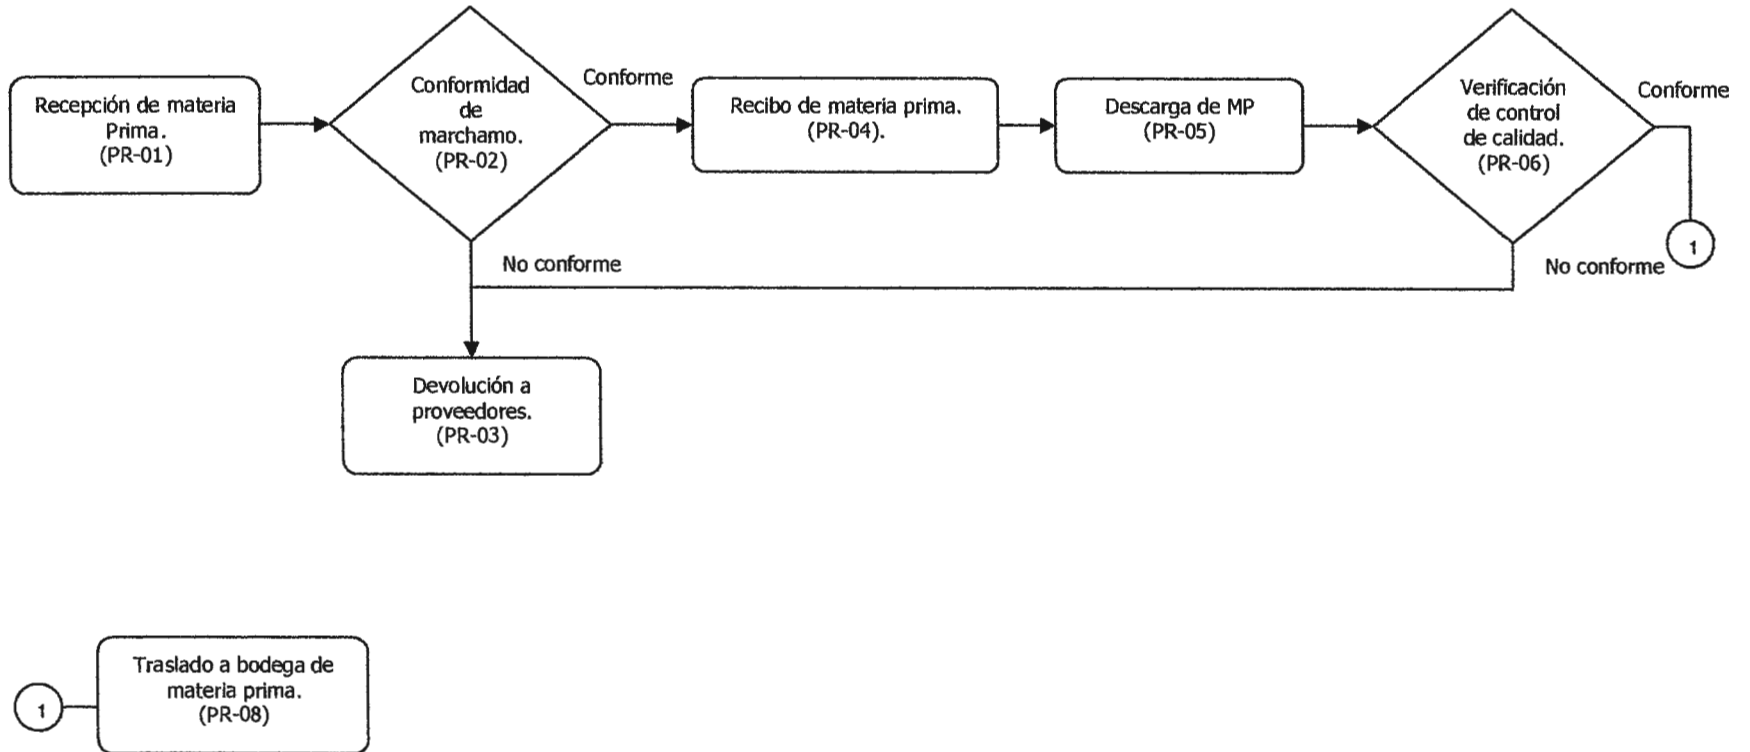 Recepción de materia
Prima.
(PR-01)
Conformidad
de
marchamo.
(PR-02)
Conforme
Recibo de materia prima.
(PR-04).
Descarga de MP
(PR-05)
Verificación
de control
de calidad.
(PR-06)
Conforme
1
No conforme
No conforme
Devolución a
proveedores.
(PR-03)
1
Traslado a bodega de
materia prima.
(PR-08)